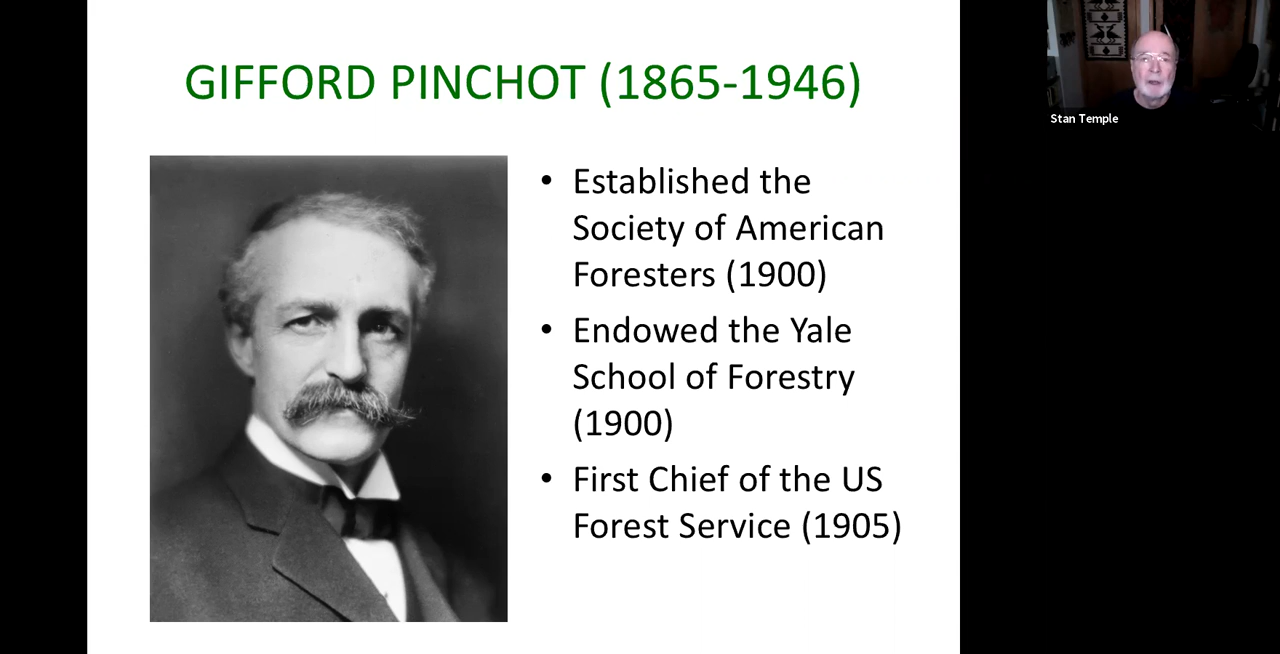 GIFFORD PINCHOT (1865-1946)
• Established the
Society of American
Foresters (1900)
• Endowed the Yale
School of Forestry
(1900)
• First Chief of the US
Forest Service (1905)
Stan Temple